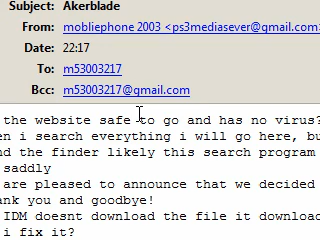 Subject: Akerblade
From: mobliephone 2003 <ps3mediasever@gmail.com
Date: 22:17
To: m53003217
Bcc: m53003217@gmail.com
the website safe to go and has no virus?
en i search everything i will go here, bu
nd the finder likely this search program
saddly
are pleased to announce that we decided
ank you and goodbye!
IDM doesnt download the file it download
i fix it?